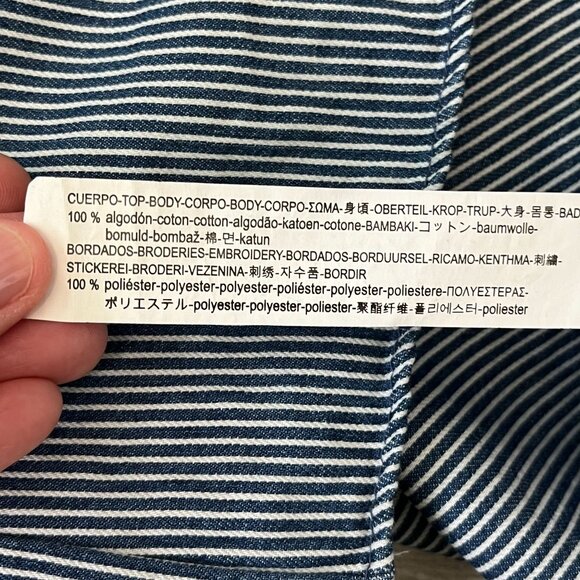 CUERPO-TOP-BODY-CORPO-BODY-CORPO-ΣΩΜΑ-身頃-OBERTEIL-KROP-TRUP-大身-몸통-BAD
100 % algodón-coton-cotton-algodão-katoen-cotone-ΒΑΜΒΑΚΙ-コットン-baumwolle-
bomuld-bombaž-棉-면-katun
BORDADOS-BRODERIES-EMBROIDERY-BORDADOS-BORDUURSEL-RICAMO-ΚΕΝΤΗΜΑ-刺繍-
STICKEREI-BRODERI-VEZENINA-刺绣-자수품-BORDIR
100 % poliéster-polyester-polyester-poliéster-polyester-poliestere-ΠΟΛΥΕΣΤΕΡΑΣ-
ポリエステル-polyester-polyester-poliester-聚酯纤维-폴리에스터-poliester